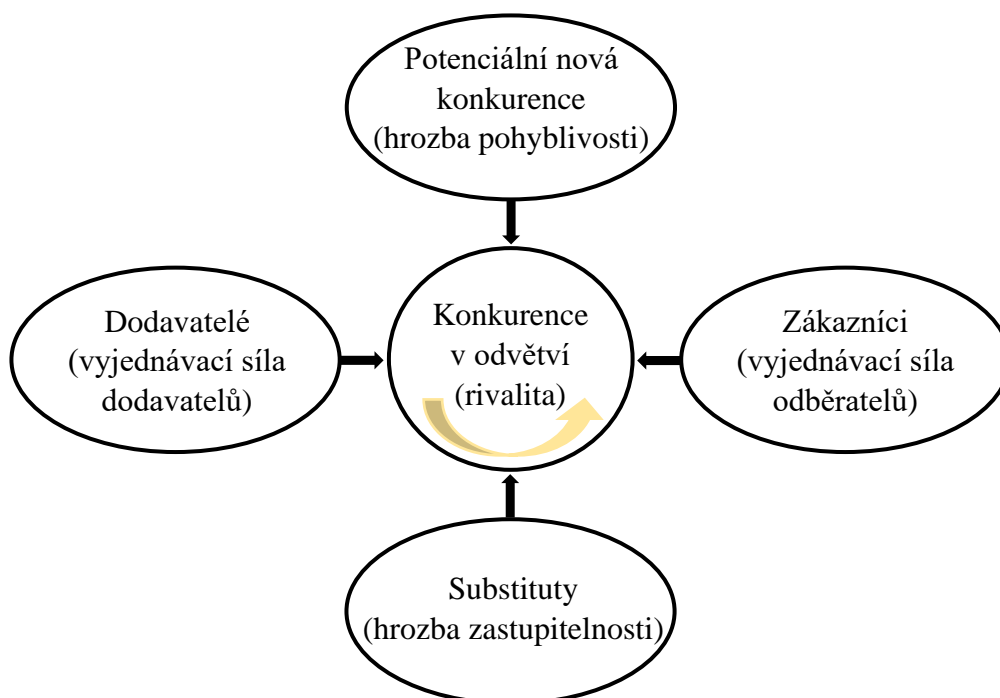 Potenciální nová
konkurence
(hrozba pohyblivosti)
Dodavatelé
(vyjednávací síla
dodavatelů)
Konkurence
v odvětví
(rivalita)
Zákazníci
(vyjednávací síla
odběratelů)
Substituty
(hrozba zastupitelnosti)